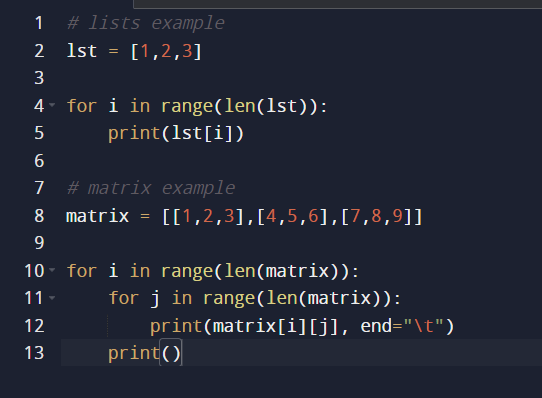 1 # lists example
2 lst = [1,2,3]
3
4 for i in range(len(lst)):
5     print(lst[i])
6
7 # matrix example
8 matrix = [[1,2,3],[4,5,6],[7,8,9]]
9
10 for i in range(len(matrix)):
11     for j in range(len(matrix)):
12         print(matrix[i][j], end="\t")
13     print()